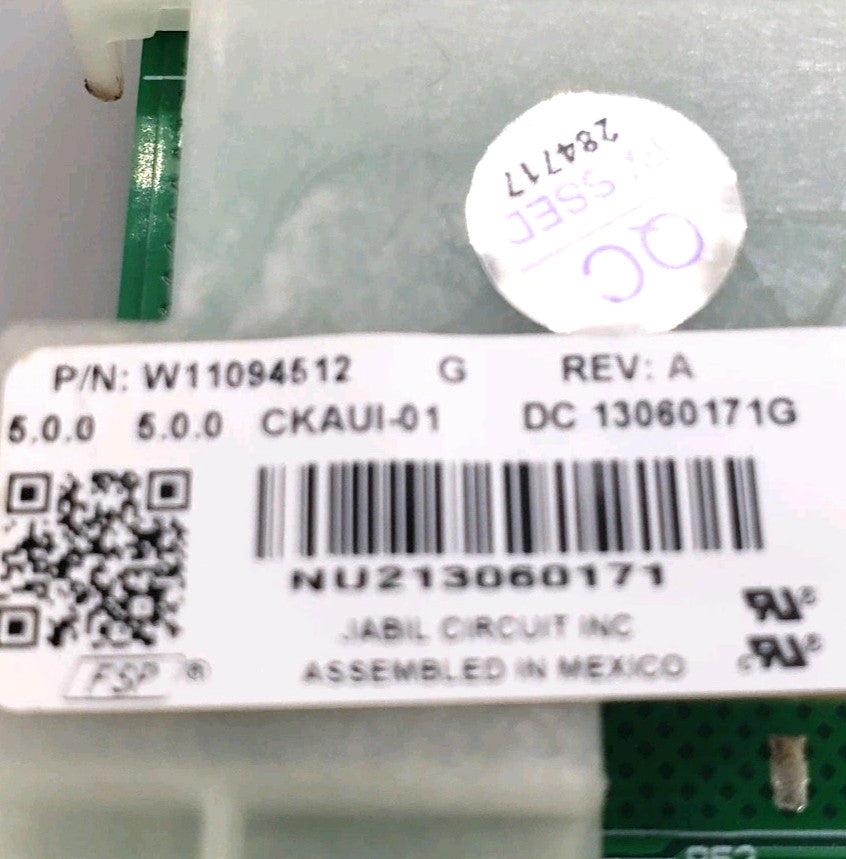 284717
PASSED
QC
P/N: W11094512 G REV: A
5.0.0 5.0.0 CKAUI-01 DC 13060171G
NU213060171
JABIL CIRCUIT INC
ASSEMBLED IN MEXICO
FSP®